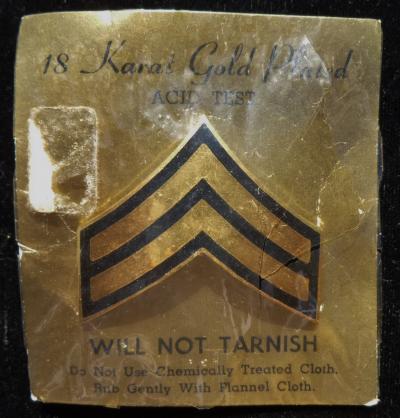 18 Karat Gold Plated
ACID TEST
WILL NOT TARNISH
Do Not Use Chemically Treated Cloth.
Rub Gently With Flannel Cloth.